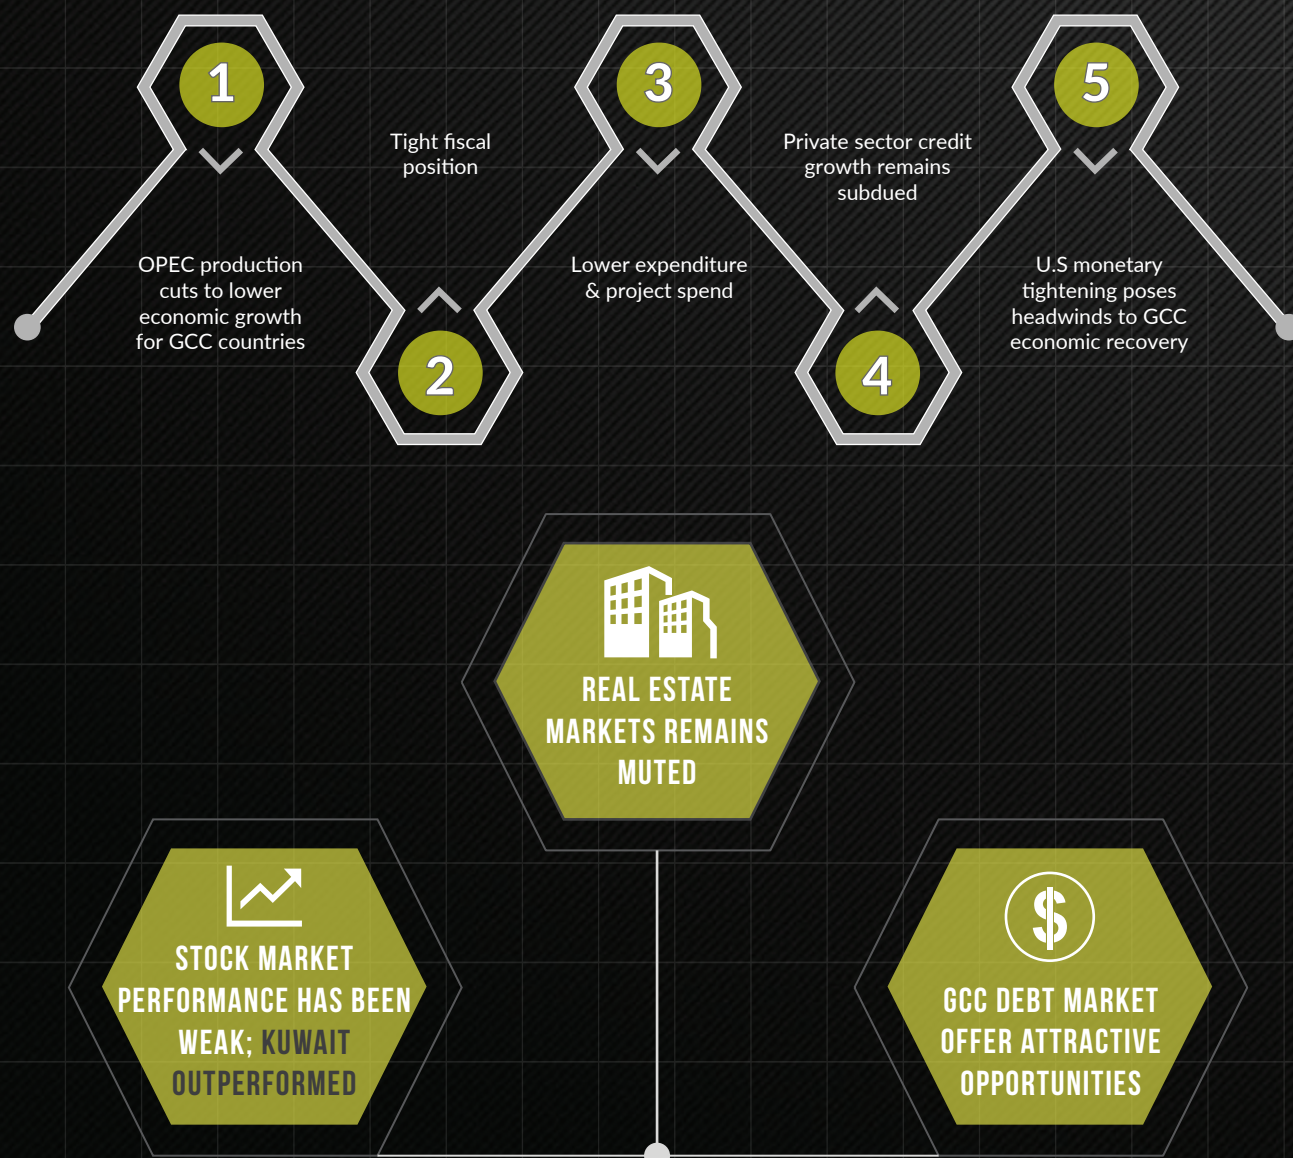 1
OPEC production
cuts to lower
economic growth
for GCC countries
Tight fiscal
position
2
3
Lower expenditure
& project spend
Private sector credit
growth remains
subdued
4
5
U.S monetary
tightening poses
headwinds to GCC
economic recovery
REAL ESTATE
MARKETS REMAINS
MUTED
STOCK MARKET
PERFORMANCE HAS BEEN
WEAK; KUWAIT
OUTPERFORMED
$
GCC DEBT MARKET
OFFER ATTRACTIVE
OPPORTUNITIES